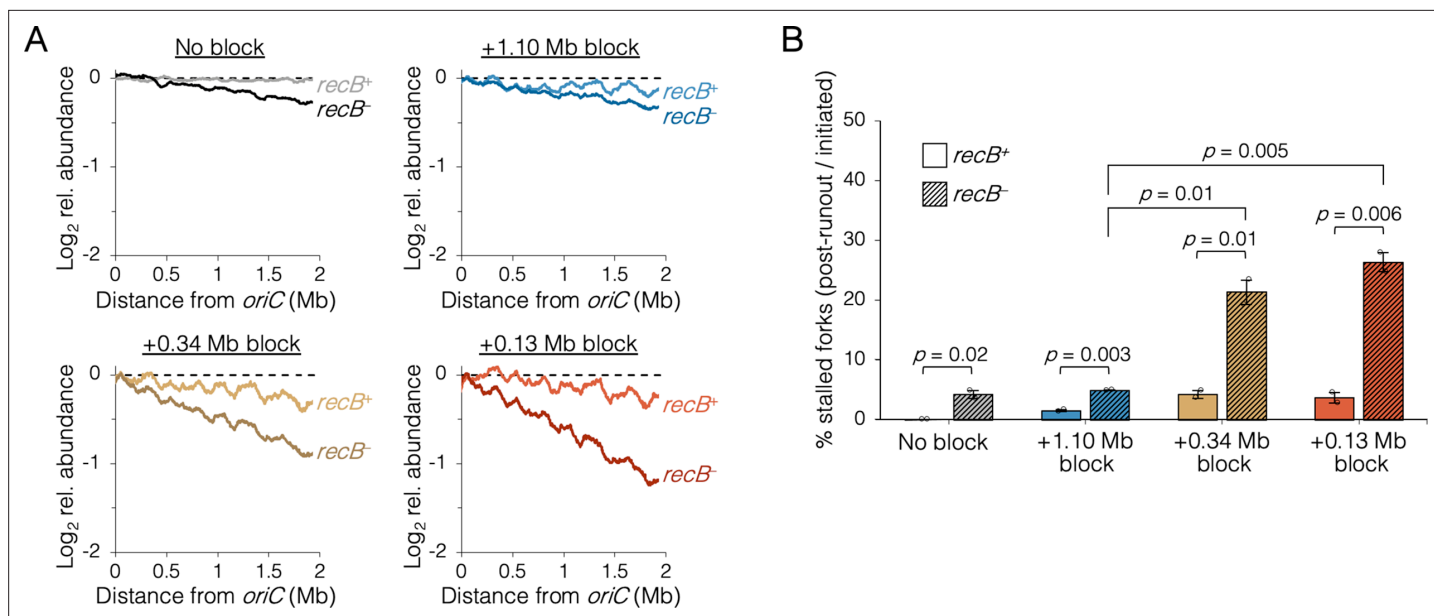 A
No block
0
-1
-2
Log2 rel. abundance
recB+
recB–
0 0.5 1 1.5 2
Distance from oriC (Mb)
+1.10 Mb block
0
-1
-2
Log2 rel. abundance
recB+
recB–
0 0.5 1 1.5 2
Distance from oriC (Mb)
+0.34 Mb block
0
-1
-2
Log2 rel. abundance
recB+
recB–
0 0.5 1 1.5 2
Distance from oriC (Mb)
+0.13 Mb block
0
-1
-2
Log2 rel. abundance
recB+
recB–
0 0.5 1 1.5 2
Distance from oriC (Mb)
B
% stalled forks (post-runout / initiated)
50
40
30
20
10
0
recB+
recB–
p = 0.005
p = 0.01
p = 0.006
p = 0.01
p = 0.02
p = 0.003
No block
+1.10 Mb
block
+0.34 Mb
block
+0.13 Mb
block